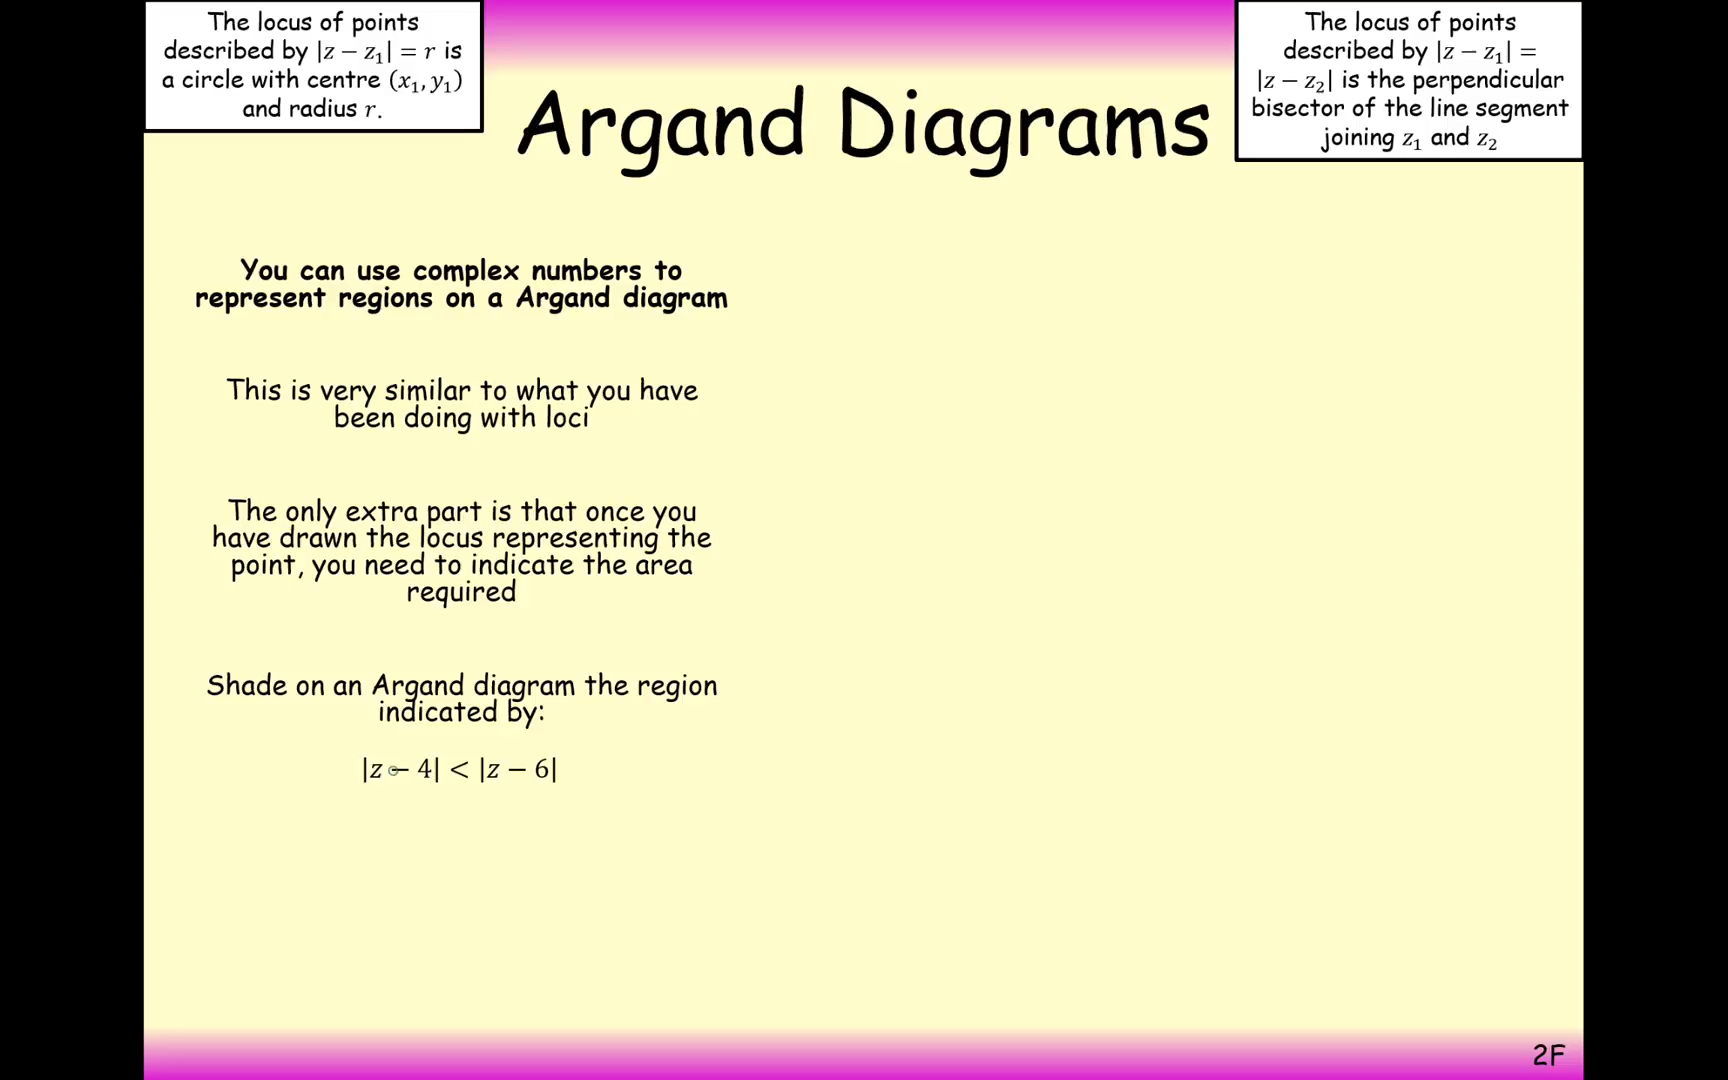 The locus of points
described by |𝑧 − 𝑧₁| = 𝑟 is
a circle with centre (𝑥₁, 𝑦₁)
and radius 𝑟.
Argand Diagrams
The locus of points
described by |𝑧 − 𝑧₁| =
|𝑧 − 𝑧₂| is the perpendicular
bisector of the line segment
joining 𝑧₁ and 𝑧₂
You can use complex numbers to
represent regions on a Argand diagram
This is very similar to what you have
been doing with loci
The only extra part is that once you
have drawn the locus representing the
point, you need to indicate the area
required
Shade on an Argand diagram the region
indicated by:
|𝑧 − 4| < |𝑧 − 6|
2F